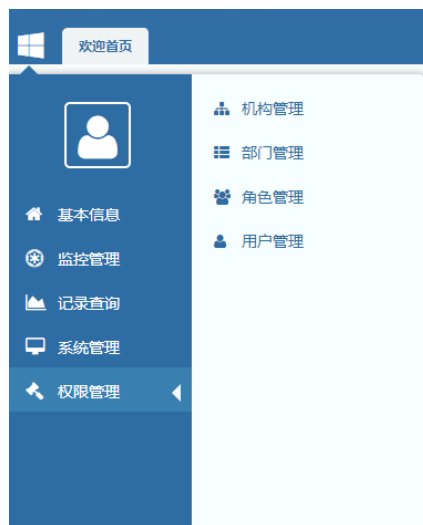 欢迎首页
基本信息
监控管理
记录查询
系统管理
权限管理
机构管理
部门管理
角色管理
用户管理